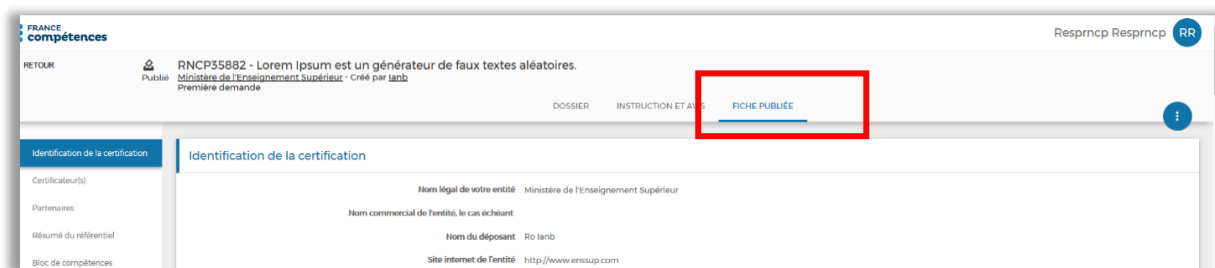 FRANCE
compétences
Resprncp Resprncp RR
RETOUR
Publié
RNCP35882 - Lorem Ipsum est un générateur de faux textes aléatoires.
Ministère de l'Enseignement Supérieur - Créé par Ianb
Première demande
DOSSIER INSTRUCTION ET AVIS FICHE PUBLIÉE
Identification de la certification
Certificateur(s)
Partenaires
Résumé du référentiel
Bloc de compétences
Identification de la certification
Nom légal de votre entité Ministère de l'Enseignement Supérieur
Nom commercial de l'entité, le cas échéant
Nom du déposant Ro Ianb
Site internet de l'entité http://www.enssup.com